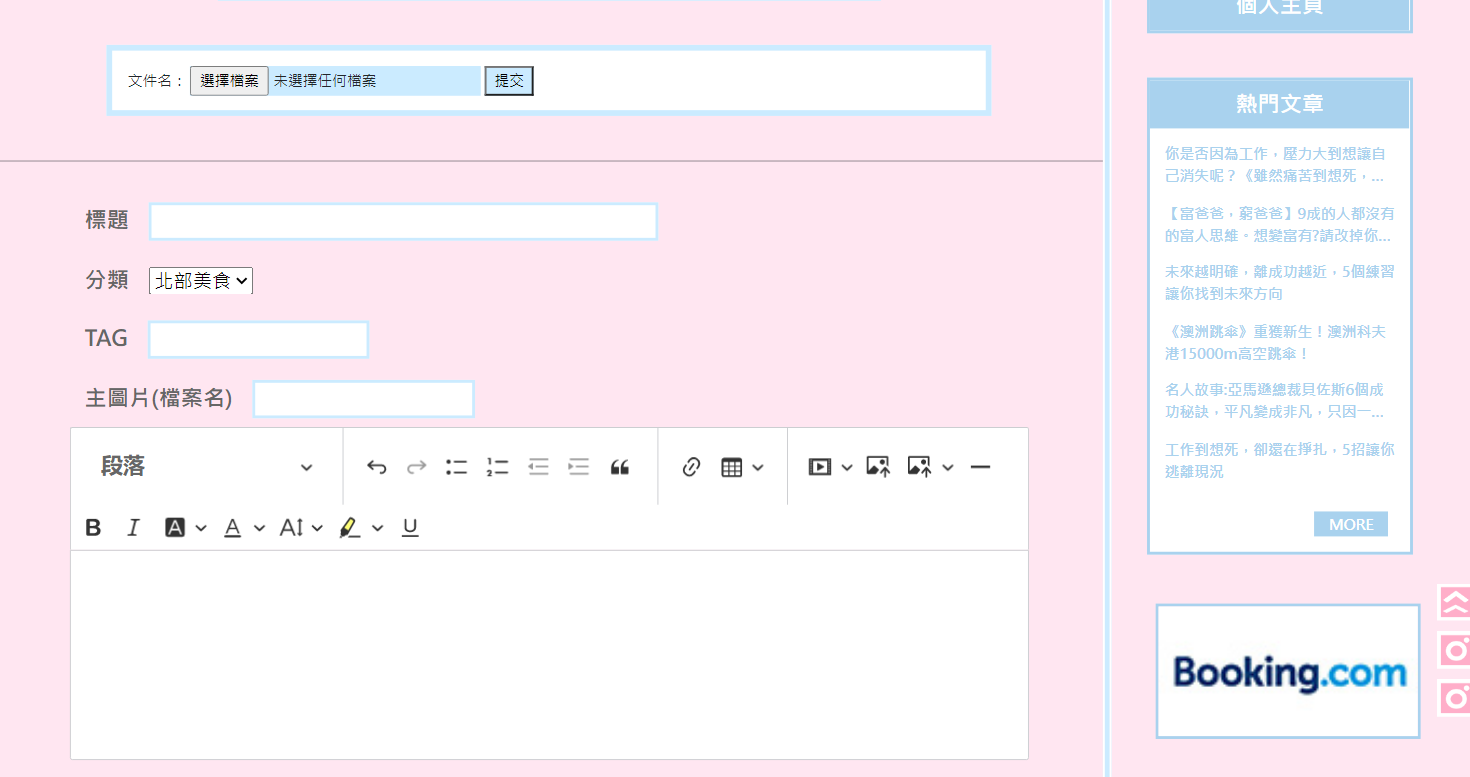 文件名： 選擇檔案 未選擇任何檔案 提交
標題
分類 北部美食
TAG
主圖片(檔案名)
段落
個人主頁
熱門文章
你是否因為工作，壓力大到想讓自
己消失呢？《雖然痛苦到想死，...
【富爸爸，窮爸爸】9成的人都沒有
的富人思維。想變富有?請改掉你...
未來越明確，離成功越近，5個練習
讓你找到未來方向
《澳洲跳傘》重獲新生！澳洲科夫
港15000m高空跳傘！
名人故事:亞馬遜總裁貝佐斯6個成
功秘訣，平凡變成非凡，只因一...
工作到想死，卻還在掙扎，5招讓你
逃離現況
MORE
Booking.com